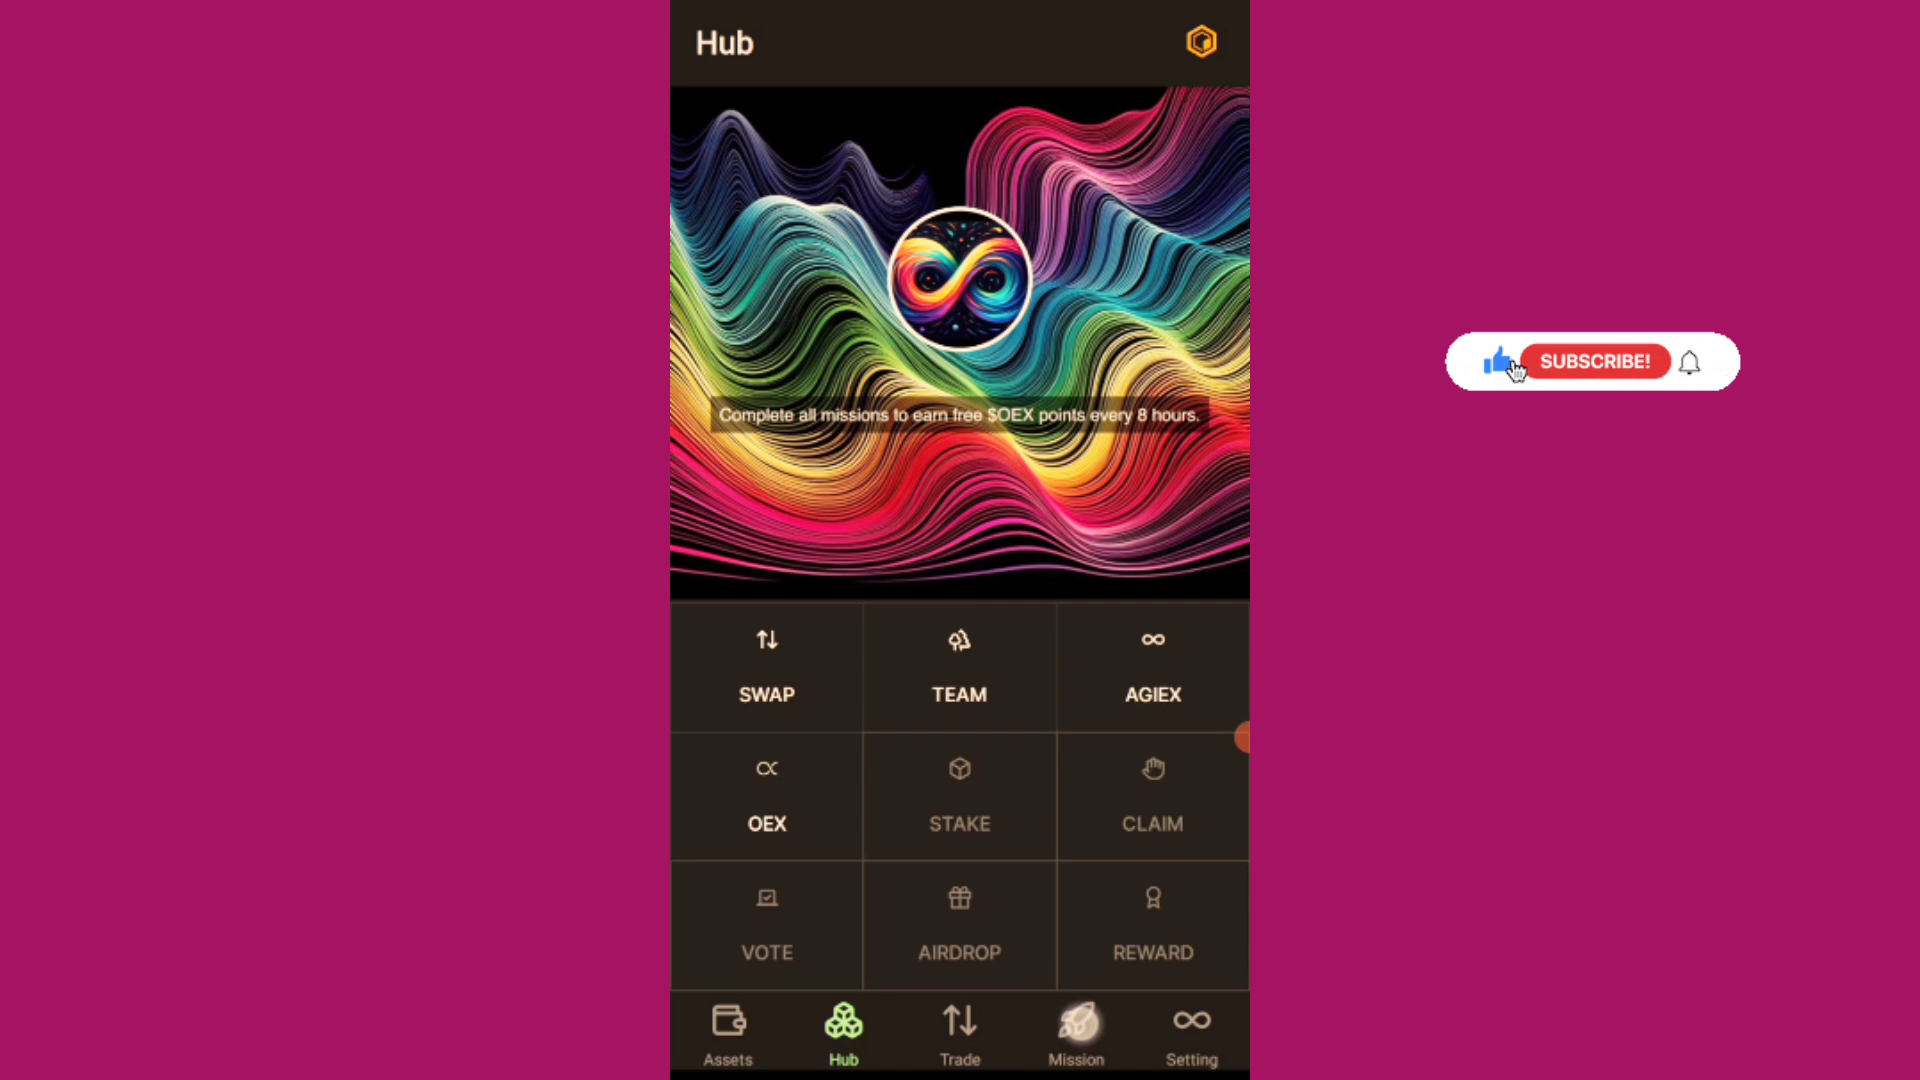 Hub
Complete all missions to earn free $OEX points every 8 hours.
SUBSCRIBE!
SWAP TEAM AGIEX
OEX STAKE CLAIM
VOTE AIRDROP REWARD
Assets Hub Trade Mission Setting